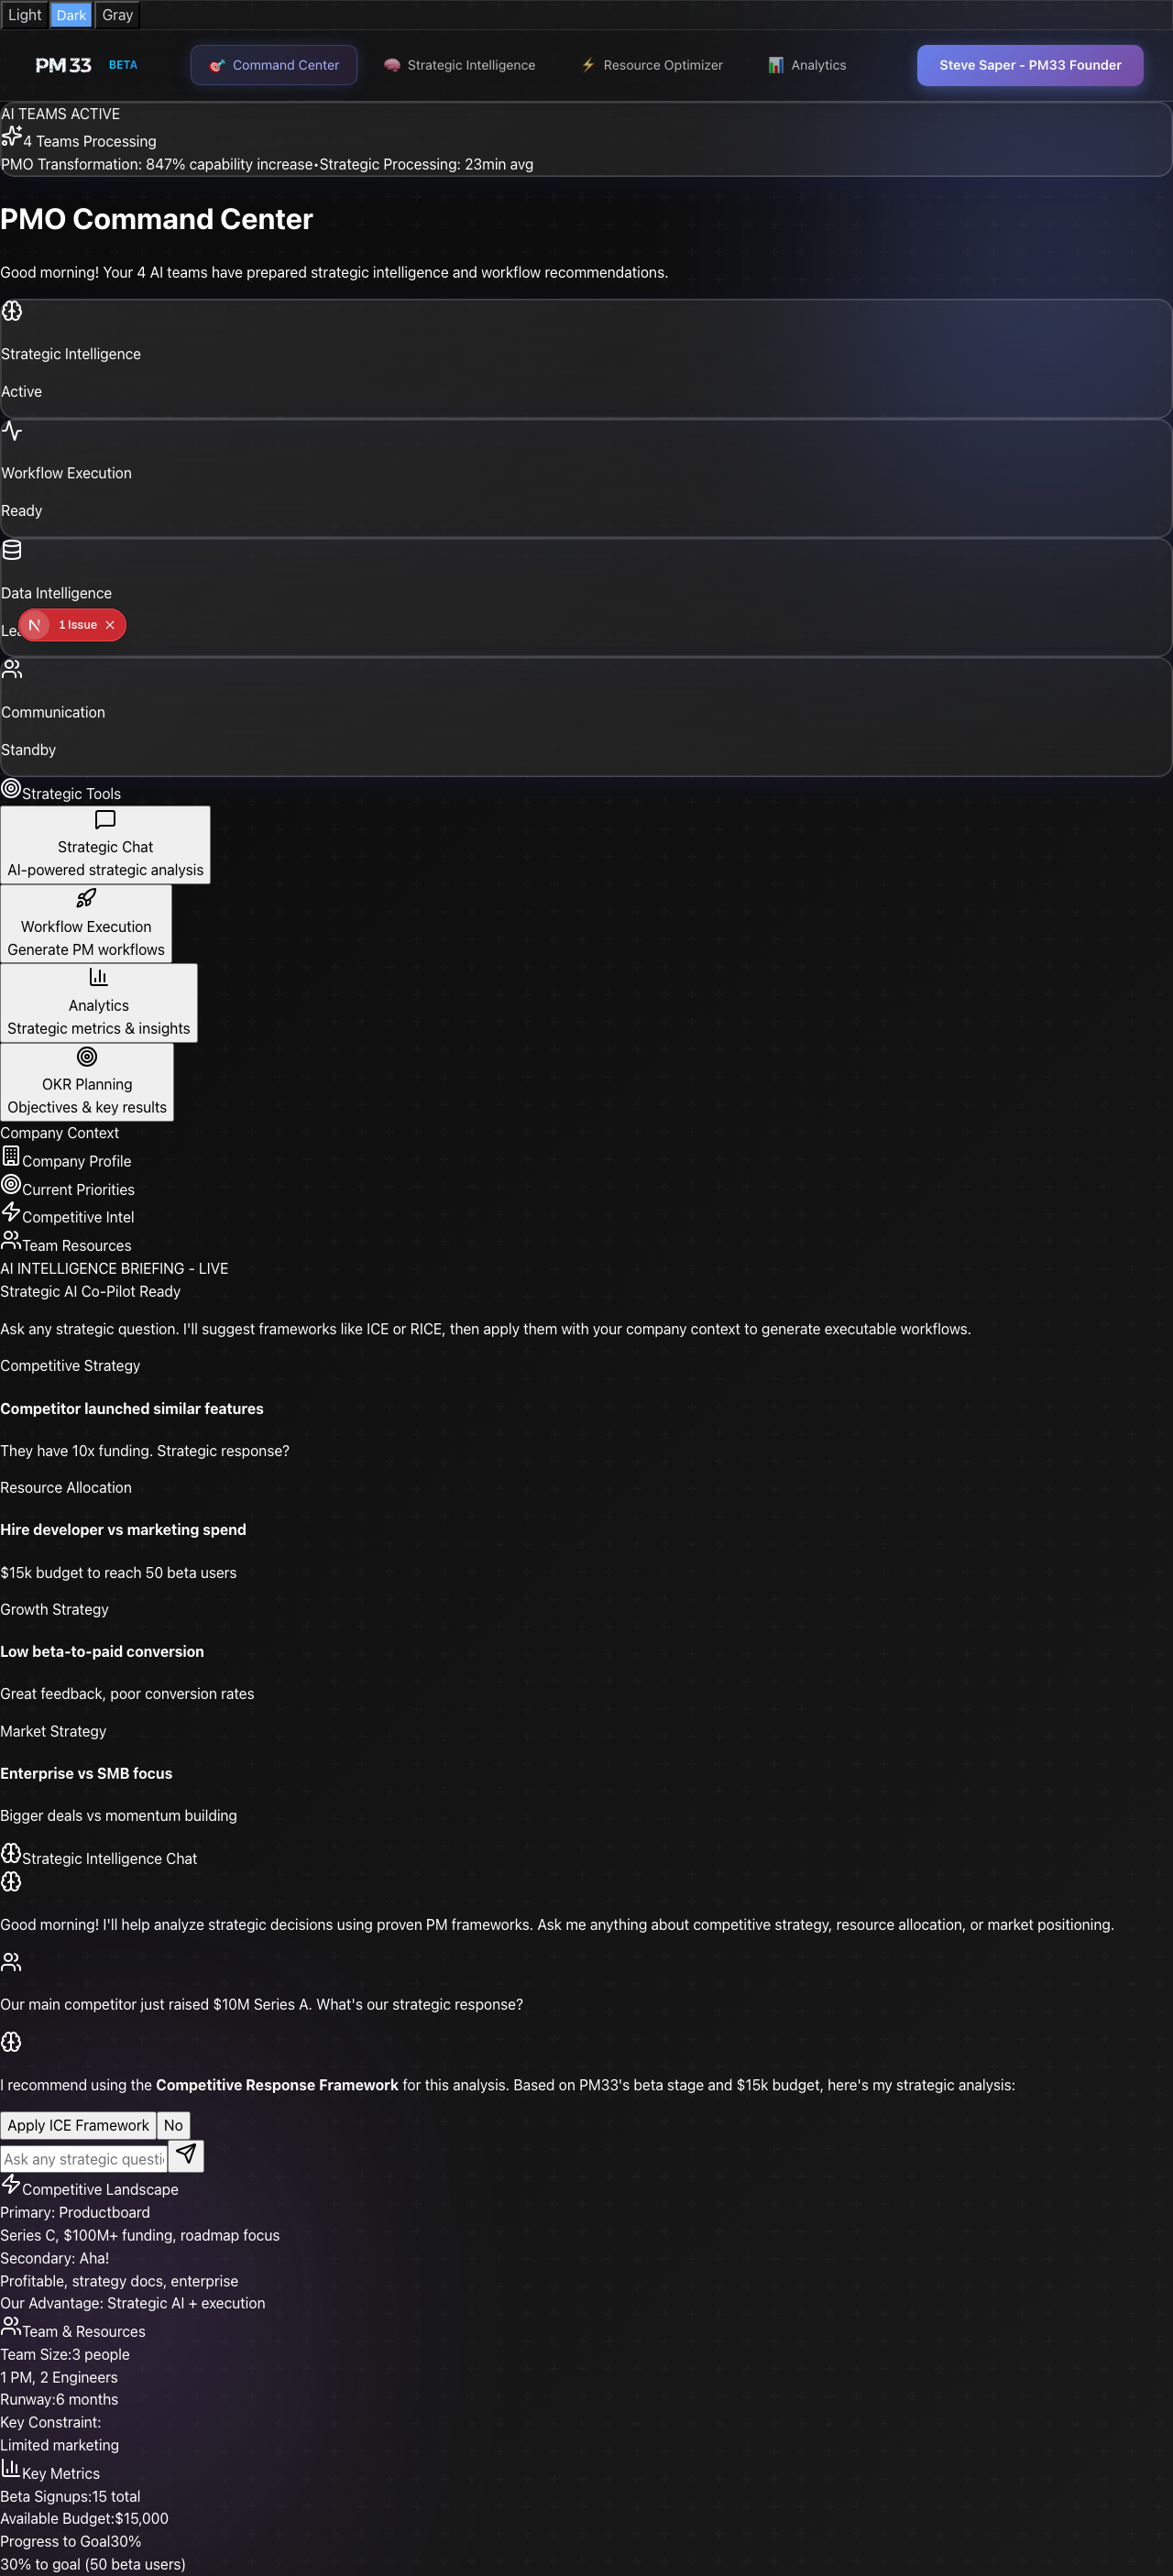 Light Dark Gray
PM33 BETA 🎯 Command Center 🧠 Strategic Intelligence ⚡ Resource Optimizer 📊 Analytics Steve Saper - PM33 Founder
AI TEAMS ACTIVE
4 Teams Processing
PMO Transformation: 847% capability increase•Strategic Processing: 23min avg
PMO Command Center
Good morning! Your 4 AI teams have prepared strategic intelligence and workflow recommendations.
Strategic Intelligence
Active
Workflow Execution
Ready
Data Intelligence
N 1 Issue ×
Communication
Standby
Strategic Tools
Strategic Chat
AI-powered strategic analysis
Workflow Execution
Generate PM workflows
Analytics
Strategic metrics & insights
OKR Planning
Objectives & key results
Company Context
Company Profile
Current Priorities
Competitive Intel
Team Resources
AI INTELLIGENCE BRIEFING - LIVE
Strategic AI Co-Pilot Ready
Ask any strategic question. I'll suggest frameworks like ICE or RICE, then apply them with your company context to generate executable workflows.
Competitive Strategy
Competitor launched similar features
They have 10x funding. Strategic response?
Resource Allocation
Hire developer vs marketing spend
$15k budget to reach 50 beta users
Growth Strategy
Low beta-to-paid conversion
Great feedback, poor conversion rates
Market Strategy
Enterprise vs SMB focus
Bigger deals vs momentum building
Strategic Intelligence Chat
Good morning! I'll help analyze strategic decisions using proven PM frameworks. Ask me anything about competitive strategy, resource allocation, or market positioning.
Our main competitor just raised $10M Series A. What's our strategic response?
I recommend using the Competitive Response Framework for this analysis. Based on PM33's beta stage and $15k budget, here's my strategic analysis:
Apply ICE Framework No
Ask any strategic questi
Competitive Landscape
Primary: Productboard
Series C, $100M+ funding, roadmap focus
Secondary: Aha!
Profitable, strategy docs, enterprise
Our Advantage: Strategic AI + execution
Team & Resources
Team Size:3 people
1 PM, 2 Engineers
Runway:6 months
Key Constraint:
Limited marketing
Key Metrics
Beta Signups:15 total
Available Budget:$15,000
Progress to Goal30%
30% to goal (50 beta users)